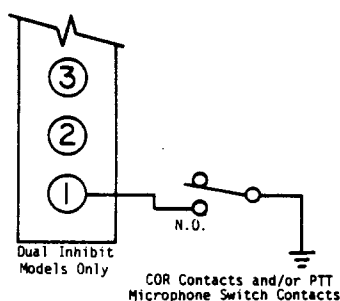 3
2
1
N.O.
Dual Inhibit
Models Only
COR Contacts and/or PTT
Microphone Switch Contacts